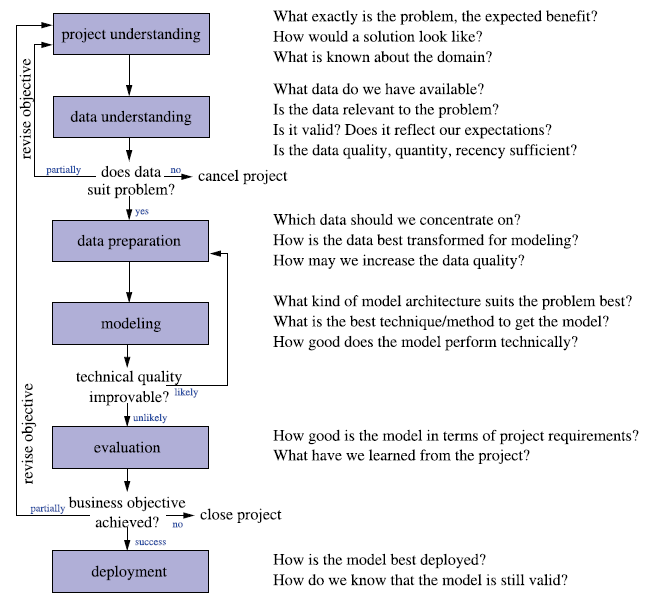 What exactly is the problem, the expected benefit?
project understanding
How would a solution look like?
What is known about the domain?
revise objective
What data do we have available?
data understanding
Is the data relevant to the problem?
Is it valid? Does it reflect our expectations?
Is the data quality, quantity, recency sufficient?
partially
does data
suit problem?
no
cancel project
yes
Which data should we concentrate on?
data preparation
How is the data best transformed for modeling?
How may we increase the data quality?
What kind of model architecture suits the problem best?
modeling
What is the best technique/method to get the model?
How good does the model perform technically?
technical quality
improvable?
likely
unlikely
revise objective
How good is the model in terms of project requirements?
evaluation
What have we learned from the project?
partially
business objective
achieved?
no
close project
success
How is the model best deployed?
deployment
How do we know that the model is still valid?